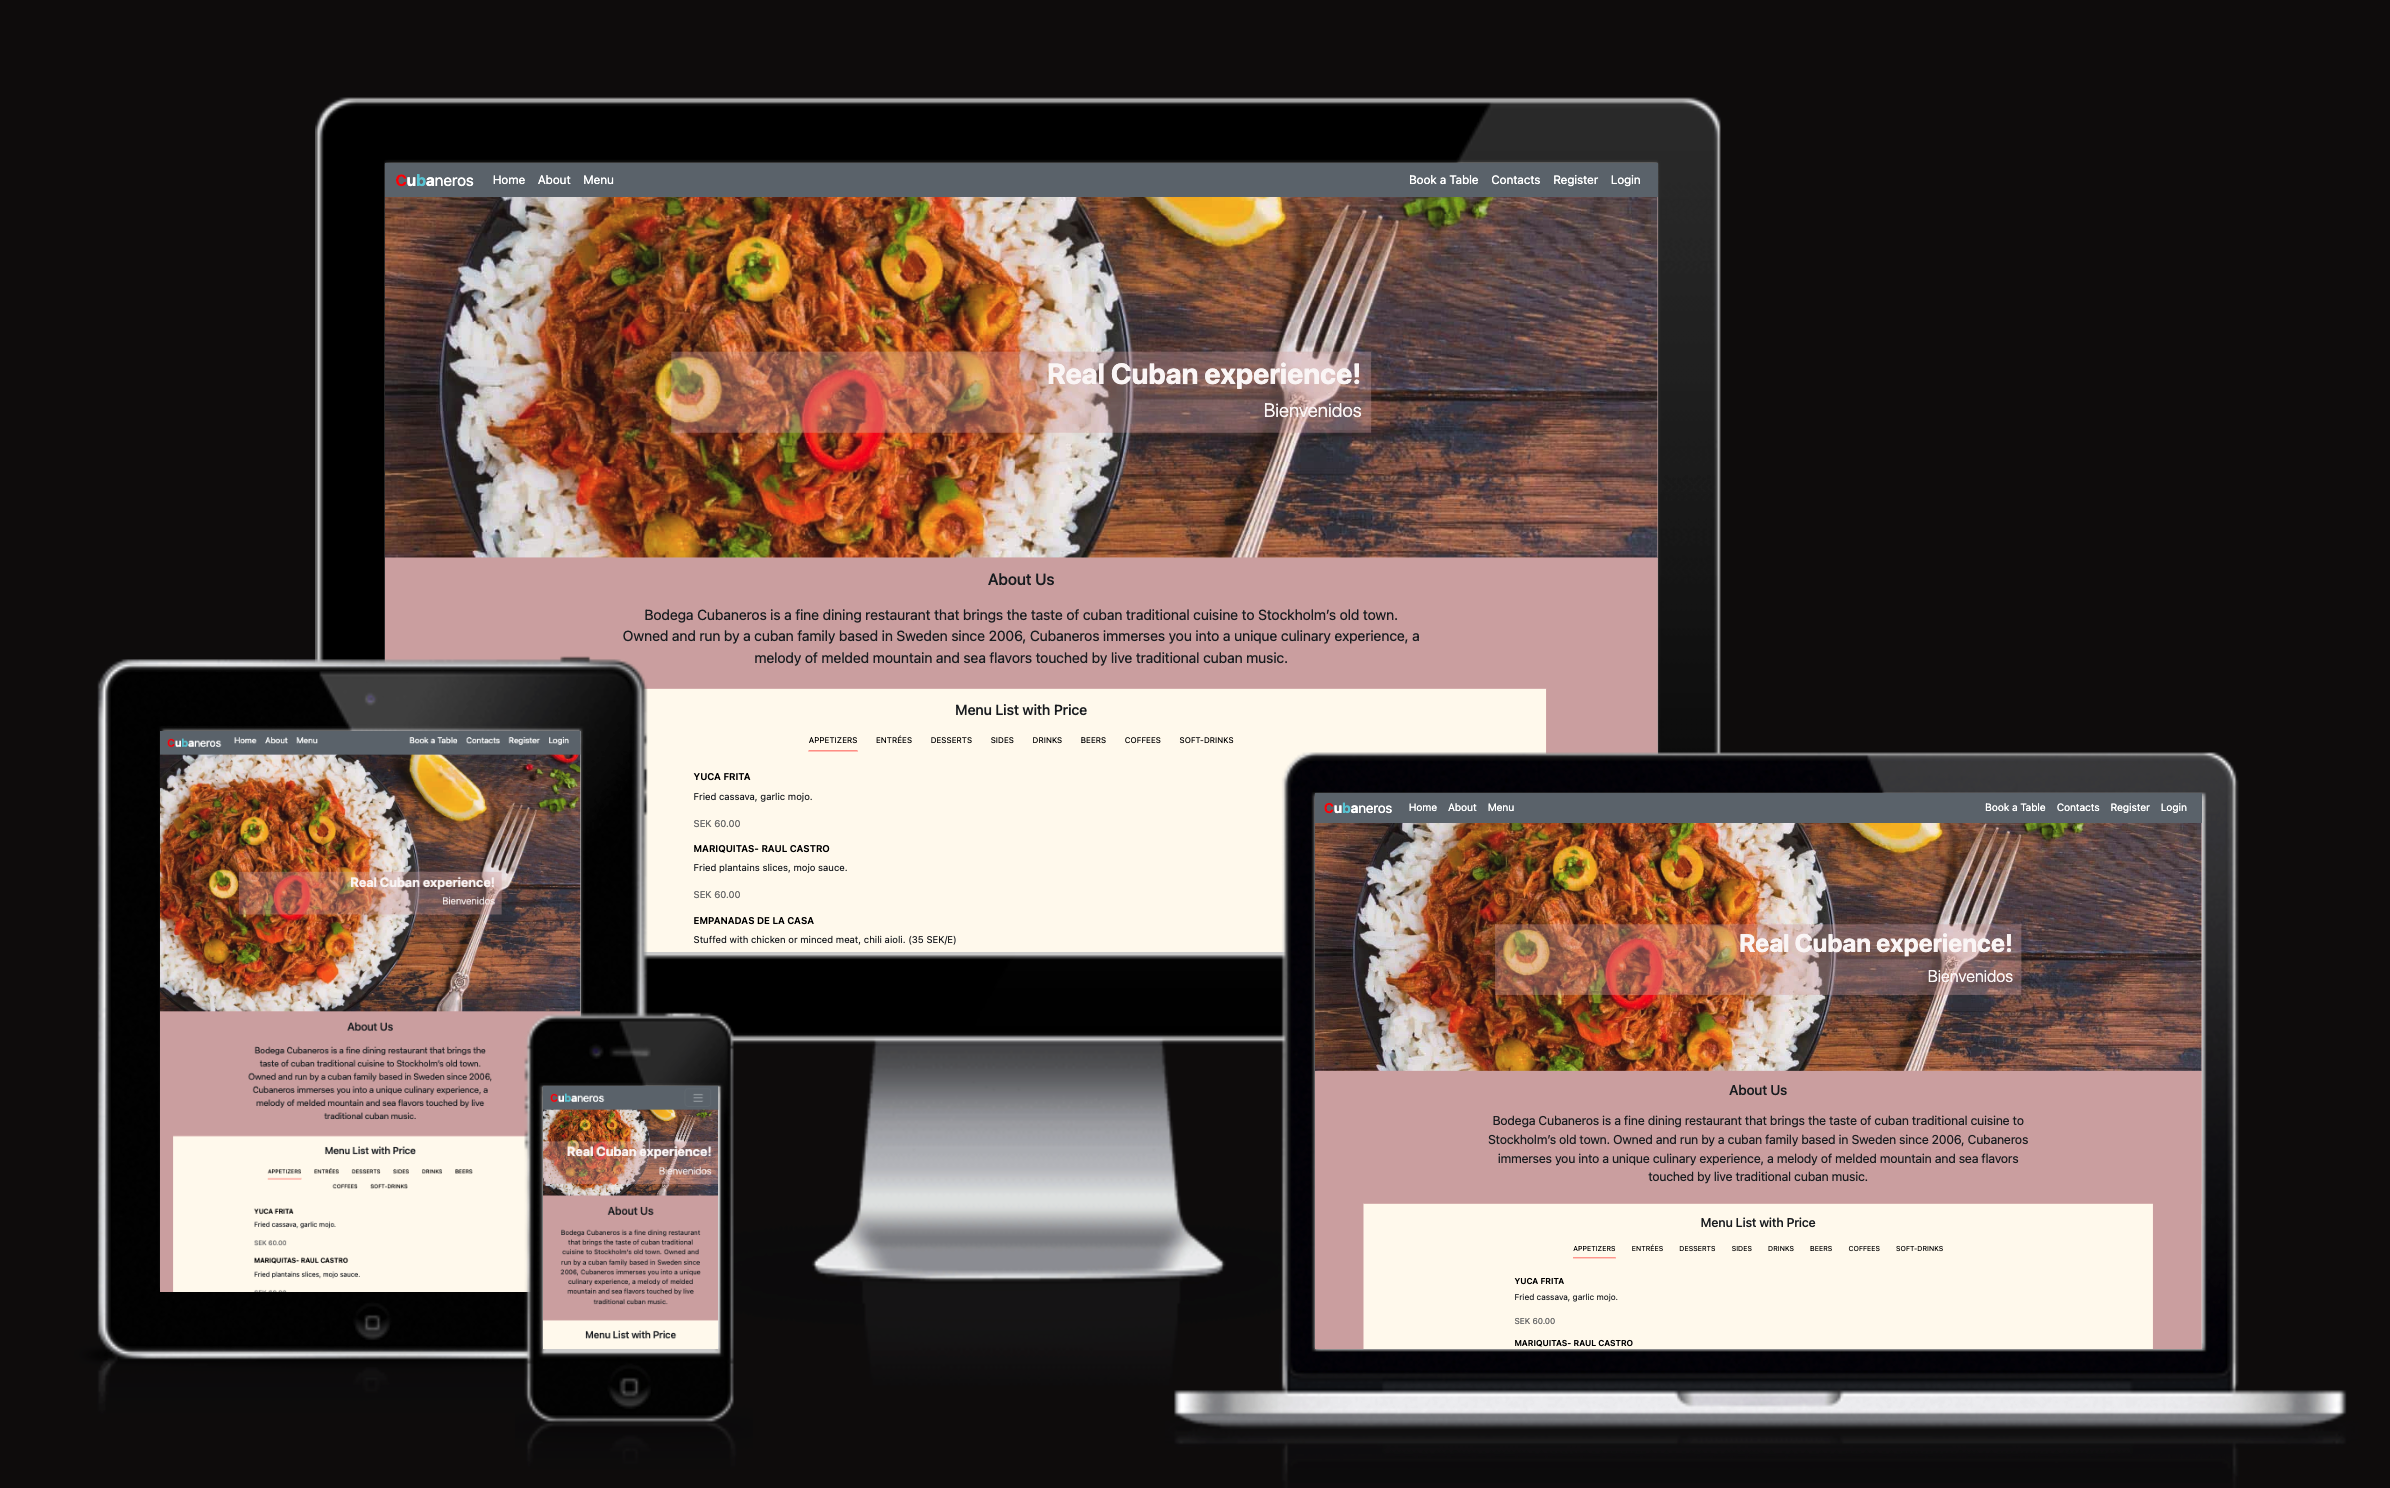 Cubaneros Home About Menu Book a Table Contacts Register Login
Real Cuban experience!
Bienvenidos
About Us
Bodega Cubaneros is a fine dining restaurant that brings the taste of cuban traditional cuisine to Stockholm's old town.
Owned and run by a cuban family based in Sweden since 2006, Cubaneros immerses you into a unique culinary experience, a
melody of melded mountain and sea flavors touched by live traditional cuban music.
Menu List with Price
APPETIZERS ENTRÉES DESSERTS SIDES DRINKS BEERS COFFEES SOFT-DRINKS
YUCA FRITA
Fried cassava, garlic mojo.
SEK 60.00
MARIQUITAS- RAUL CASTRO
Fried plantains slices, mojo sauce.
SEK 60.00
EMPANADAS DE LA CASA
Stuffed with chicken or minced meat, chili aioli. (35 SEK/E)
Cubaneros Home About Menu Book a Table Contacts Register Login
Real Cuban experience!
Bienvenidos
About Us
Bodega Cubaneros is a fine dining restaurant that brings the
taste of cuban traditional cuisine to Stockholm's old town.
Owned and run by a cuban family based in Sweden since 2006,
Cubaneros immerses you into a unique culinary experience, a
melody of melded mountain and sea flavors touched by live
traditional cuban music.
Menu List with Price
APPETIZERS ENTRÉES DESSERTS SIDES DRINKS BEERS
COFFEES SOFT-DRINKS
YUCA FRITA
Fried cassava, garlic mojo.
SEK 60.00
MARIQUITAS- RAUL CASTRO
Fried plantains slices, mojo sauce.
Cubaneros
Real Cuban experience!
Bienvenidos
About Us
Bodega Cubaneros is a fine dining restaurant
that brings the taste of cuban traditional
cuisine to Stockholm's old town. Owned and
run by a cuban family based in Sweden since
2006, Cubaneros immerses you into a unique
culinary experience, a melody of melded
mountain and sea flavors touched by live
traditional cuban music.
Menu List with Price
Cubaneros Home About Menu Book a Table Contacts Register Login
Real Cuban experience!
Bienvenidos
About Us
Bodega Cubaneros is a fine dining restaurant that brings the taste of cuban traditional cuisine to
Stockholm's old town. Owned and run by a cuban family based in Sweden since 2006, Cubaneros
immerses you into a unique culinary experience, a melody of melded mountain and sea flavors
touched by live traditional cuban music.
Menu List with Price
APPETIZERS ENTRÉES DESSERTS SIDES DRINKS BEERS COFFEES SOFT-DRINKS
YUCA FRITA
Fried cassava, garlic mojo.
SEK 60.00
MARIQUITAS- RAUL CASTRO